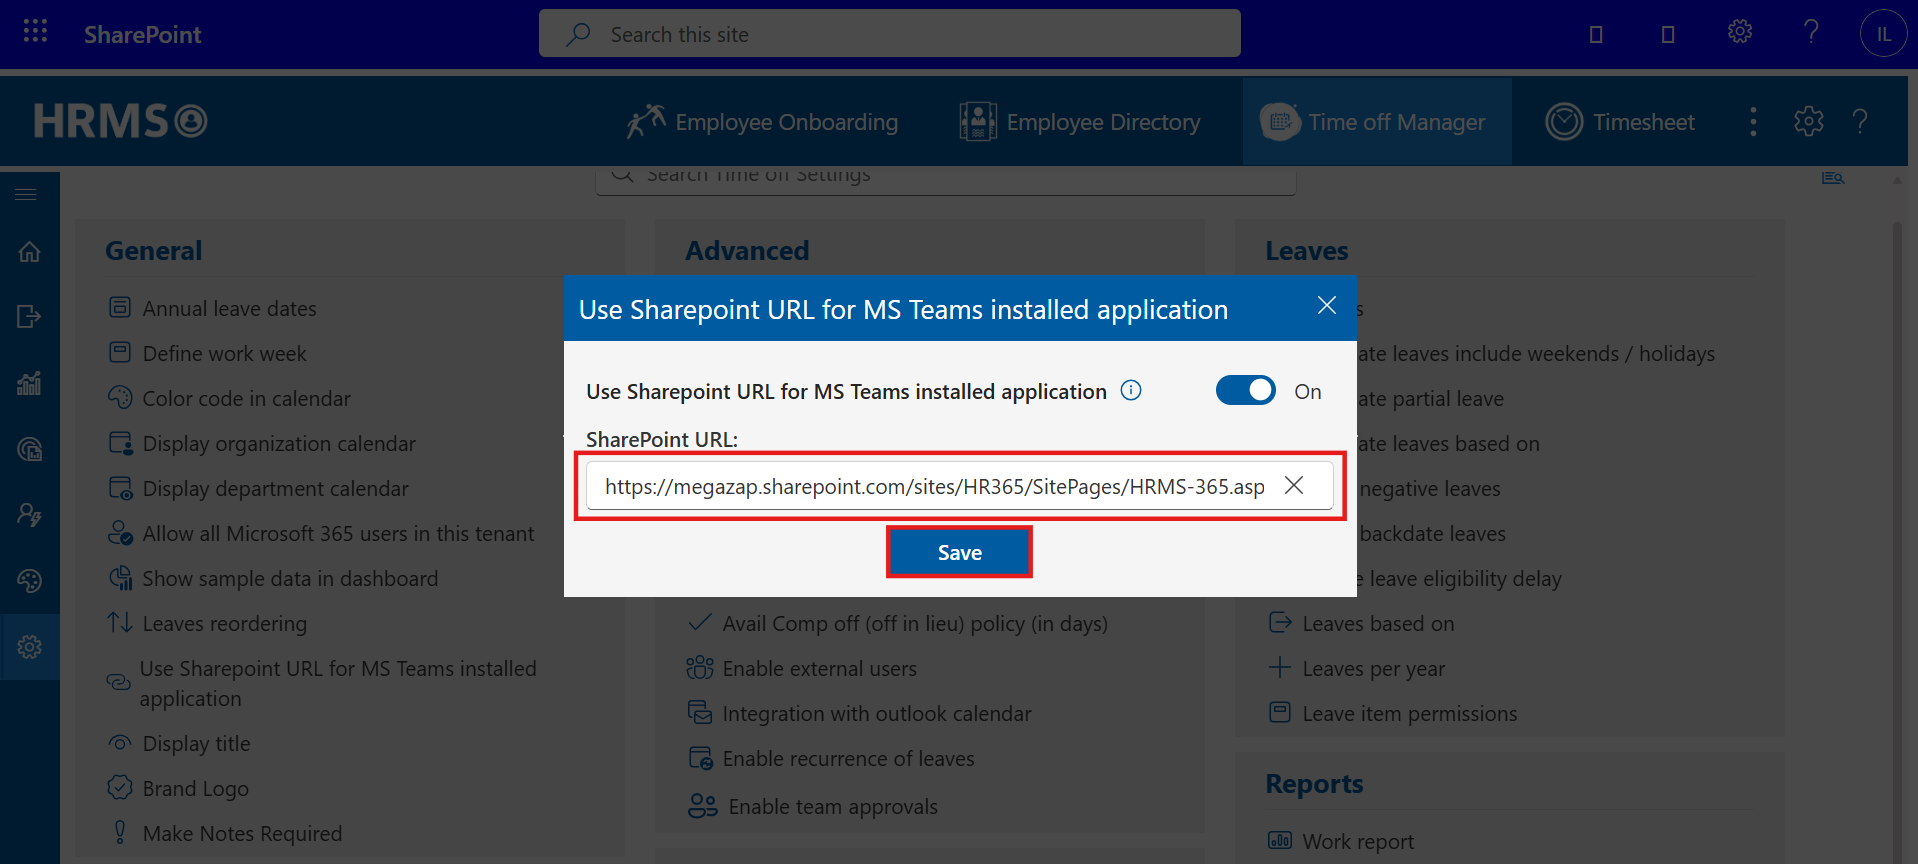 SharePoint
Search this site
IL
HRMS
Employee Onboarding
Employee Directory
Time off Manager
Timesheet
Search Time off Settings
General
Annual leave dates
Define work week
Color code in calendar
Display organization calendar
Display department calendar
Allow all Microsoft 365 users in this tenant
Show sample data in dashboard
Leaves reordering
Use Sharepoint URL for MS Teams installed
application
Display title
Brand Logo
Make Notes Required
Advanced
Use Sharepoint URL for MS Teams installed application
Use Sharepoint URL for MS Teams installed application
On
SharePoint URL:
https://megazap.sharepoint.com/sites/HR365/SitePages/HRMS-365.asp
Save
Avail Comp off (off in lieu) policy (in days)
Enable external users
Integration with outlook calendar
Enable recurrence of leaves
Enable team approvals
Leaves
s
ate leaves include weekends / holidays
ate partial leave
ate leaves based on
negative leaves
backdate leaves
e leave eligibility delay
Leaves based on
Leaves per year
Leave item permissions
Reports
Work report